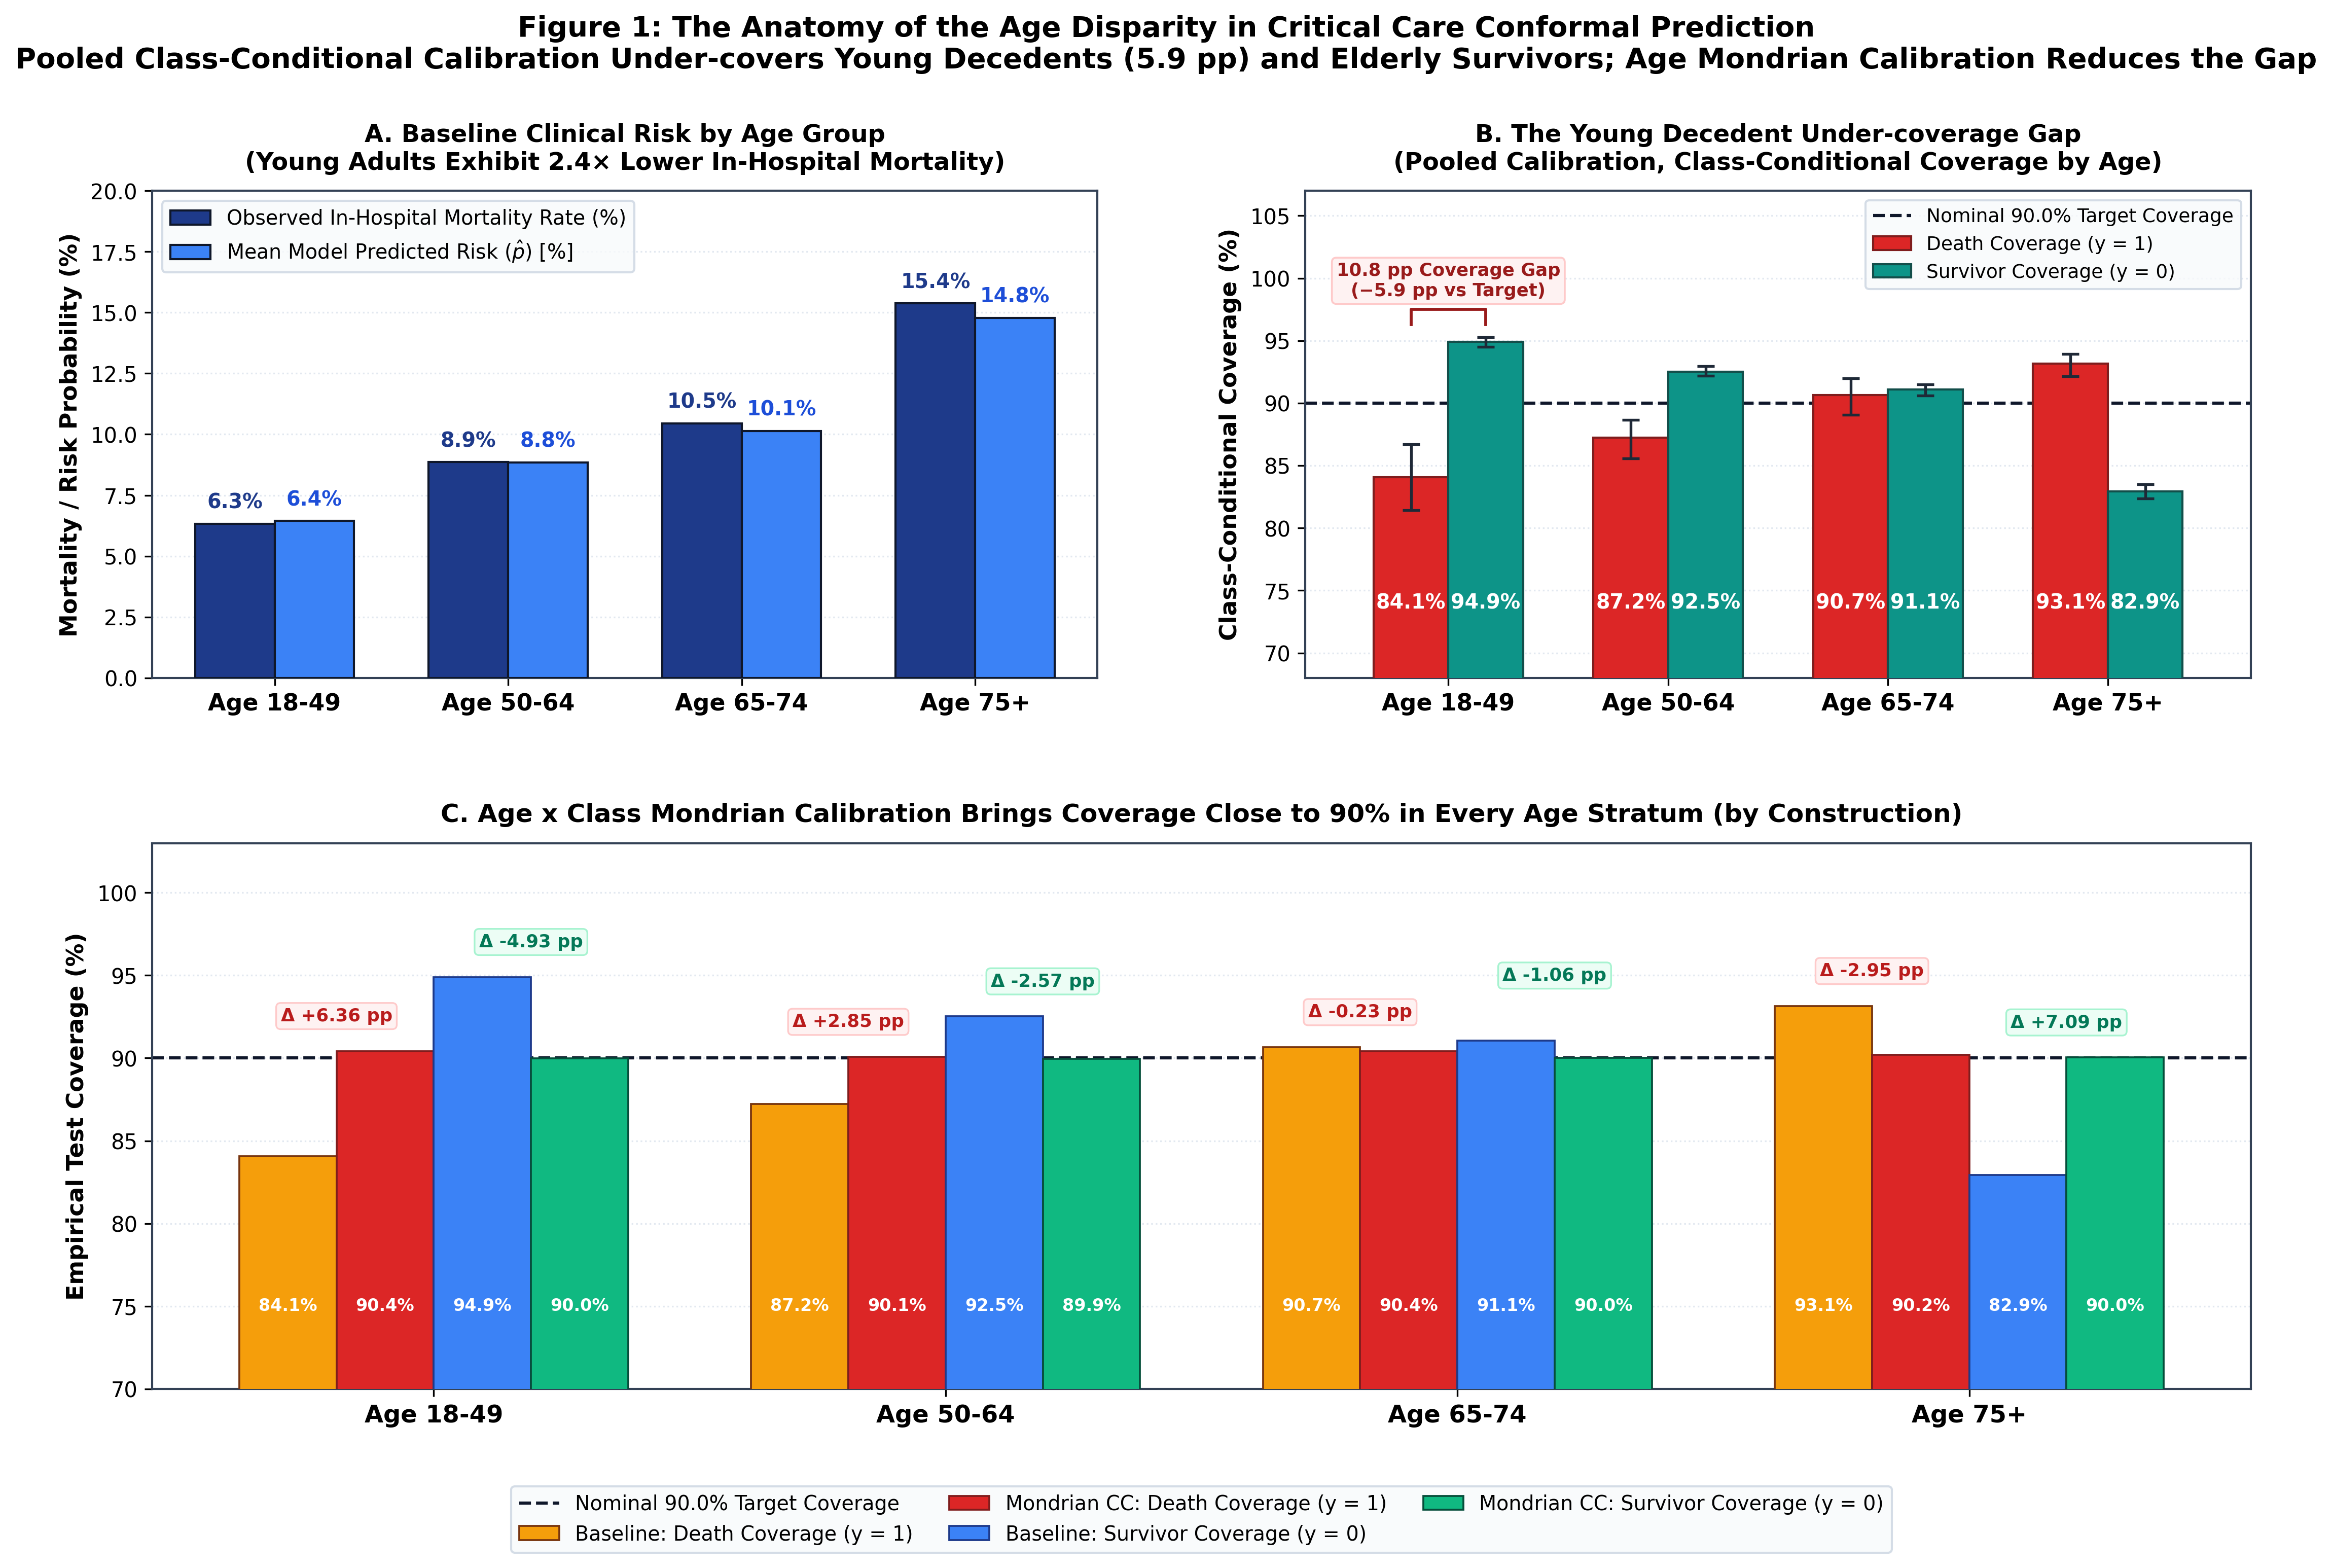 Figure 1: The Anatomy of the Age Disparity in Critical Care Conformal Prediction
Pooled Class-Conditional Calibration Under-covers Young Decedents (5.9 pp) and Elderly Survivors; Age Mondrian Calibration Reduces the Gap
A. Baseline Clinical Risk by Age Group
(Young Adults Exhibit 2.4× Lower In-Hospital Mortality)
Mortality / Risk Probability (%)
20.0
17.5
15.0
12.5
10.0
7.5
5.0
2.5
0.0
Observed In-Hospital Mortality Rate (%)
Mean Model Predicted Risk (p̂) [%]
6.3% 6.4%
8.9% 8.8%
10.5% 10.1%
15.4% 14.8%
Age 18-49 Age 50-64 Age 65-74 Age 75+
B. The Young Decedent Under-coverage Gap
(Pooled Calibration, Class-Conditional Coverage by Age)
Class-Conditional Coverage (%)
105
100
95
90
85
80
75
70
Nominal 90.0% Target Coverage
Death Coverage (y = 1)
Survivor Coverage (y = 0)
10.8 pp Coverage Gap
(−5.9 pp vs Target)
84.1% 94.9% 87.2% 92.5% 90.7% 91.1% 93.1% 82.9%
Age 18-49 Age 50-64 Age 65-74 Age 75+
C. Age x Class Mondrian Calibration Brings Coverage Close to 90% in Every Age Stratum (by Construction)
Empirical Test Coverage (%)
100
95
90
85
80
75
70
Δ +6.36 pp
Δ -4.93 pp
Δ +2.85 pp
Δ -2.57 pp
Δ -0.23 pp
Δ -1.06 pp
Δ -2.95 pp
Δ +7.09 pp
84.1% 90.4% 94.9% 90.0% 87.2% 90.1% 92.5% 89.9% 90.7% 90.4% 91.1% 90.0% 93.1% 90.2% 82.9% 90.0%
Age 18-49 Age 50-64 Age 65-74 Age 75+
Nominal 90.0% Target Coverage
Baseline: Death Coverage (y = 1)
Mondrian CC: Death Coverage (y = 1)
Baseline: Survivor Coverage (y = 0)
Mondrian CC: Survivor Coverage (y = 0)